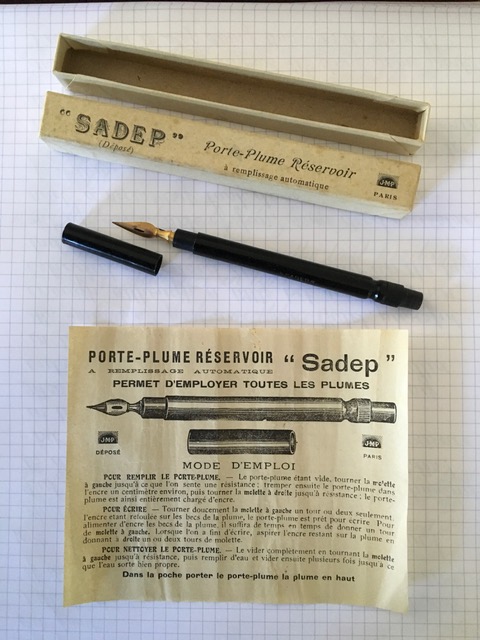 "SADEP"
(Déposé)
Porte-Plume Réservoir
à remplissage automatique
JMP
PARIS
PORTE-PLUME RÉSERVOIR "Sadep"
A REMPLISSAGE AUTOMATIQUE
PERMET D'EMPLOYER TOUTES LES PLUMES
JMP
DÉPOSÉ
JMP
PARIS
MODE D'EMPLOI
POUR REMPLIR LE PORTE-PLUME. — Le porte-plume étant vide, tourner la molette
à gauche jusqu'à ce que l'on sente une résistance; tremper ensuite le porte-plume dans
l'encre un centimètre environ, puis tourner la molette à droite jusqu'à résistance; le porte-
plume est ainsi entièrement chargé d'encre.
POUR ÉCRIRE. — Tourner doucement la molette à gauche un tour ou deux seulement
l'encre étant refoulée sur les becs de la plume, le porte-plume est prêt pour écrire. Pour
alimenter d'encre les becs de la plume, il suffira de temps en temps de donner un tour
de molette à gauche. Lorsque l'on a fini d'écrire, aspirer l'encre restant sur la plume en
donnant à droite un ou deux tours de molette.
POUR NETTOYER LE PORTE-PLUME. — Le vider complètement en tournant la molette
à gauche jusqu'à résistance, puis remplir d'eau et vider ensuite plusieurs fois jusqu'à ce
que l'eau sorte bien propre.
Dans la poche porter le porte-plume la plume en haut